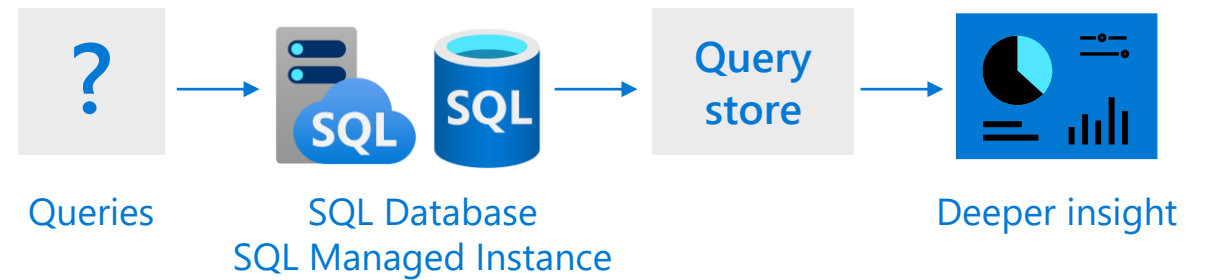 ?
SQL
SQL
Query
store
Queries
SQL Database
SQL Managed Instance
Deeper insight